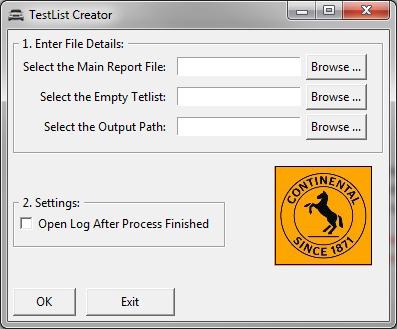 TestList Creator
1. Enter File Details:
Select the Main Report File: Browse ...
Select the Empty Tetlist: Browse ...
Select the Output Path: Browse ...
CONTINENTAL
SINCE 1871
2. Settings:
Open Log After Process Finished
OK Exit